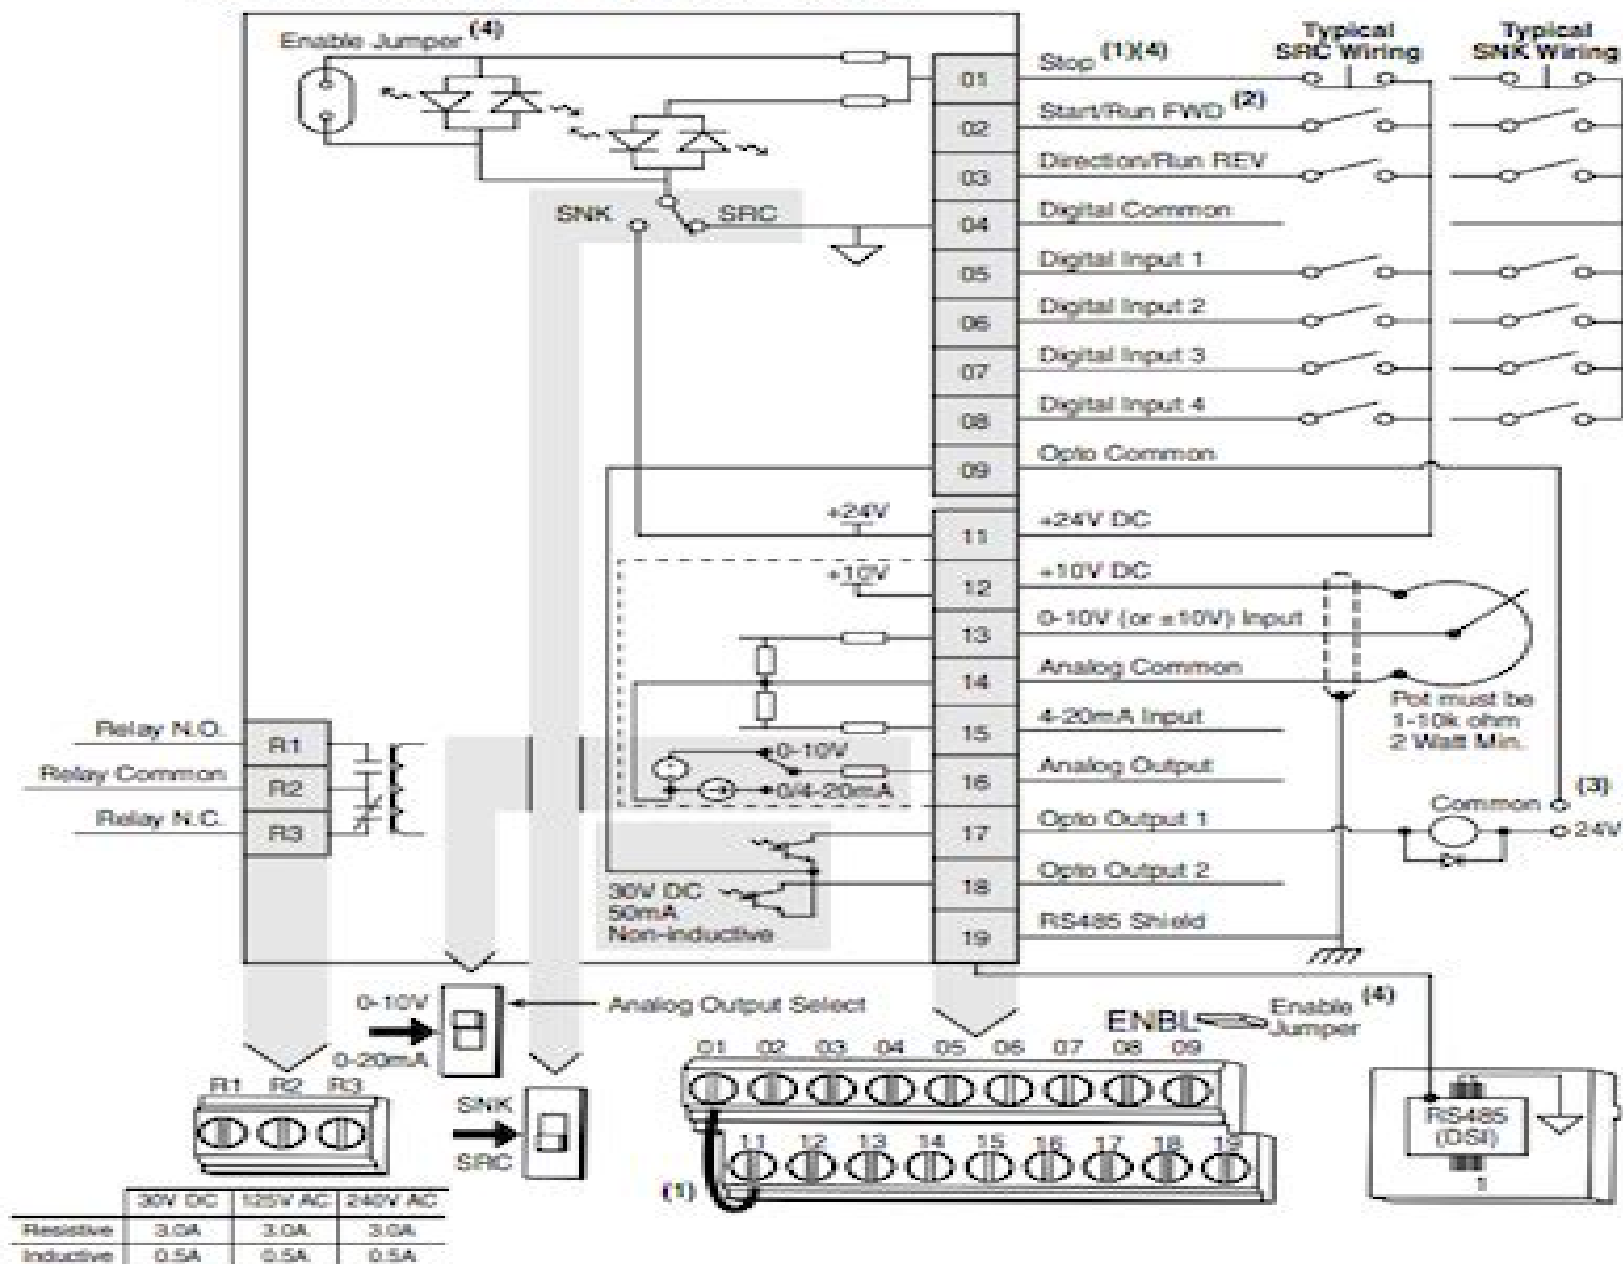 Enable Jumper (4)
Typical
SRC Wiring
Typical
SNK Wiring
01
Stop (1)(4)
02
Start/Run FWD (2)
03
Direction/Run REV
SNK
SRC
04
Digital Common
05
Digital Input 1
06
Digital Input 2
07
Digital Input 3
08
Digital Input 4
09
Opto Common
+24V
11
+24V DC
+10V
12
+10V DC
13
0-10V (or ±10V) Input
14
Analog Common
Pot must be
1-10k ohm
2 Watt Min.
15
4-20mA Input
0-10V
0/4-20mA
16
Analog Output
Relay N.O.
R1
Relay Common
R2
Relay N.C.
R3
17
Opto Output 1
Common
(3)
24V
30V DC
50mA
Non-inductive
18
Opto Output 2
19
RS485 Shield
0-10V
0-20mA
Analog Output Select
ENBL
Enable (4)
Jumper
01 02 03 04 05 06 07 08 09
R1 R2 R3
SNK
SRC
11 12 13 14 15 16 17 18 19
(1)
RS485
(DSI)
1
30V DC 125V AC 240V AC
Resistive 3.0A 3.0A 3.0A
Inductive 0.5A 0.5A 0.5A